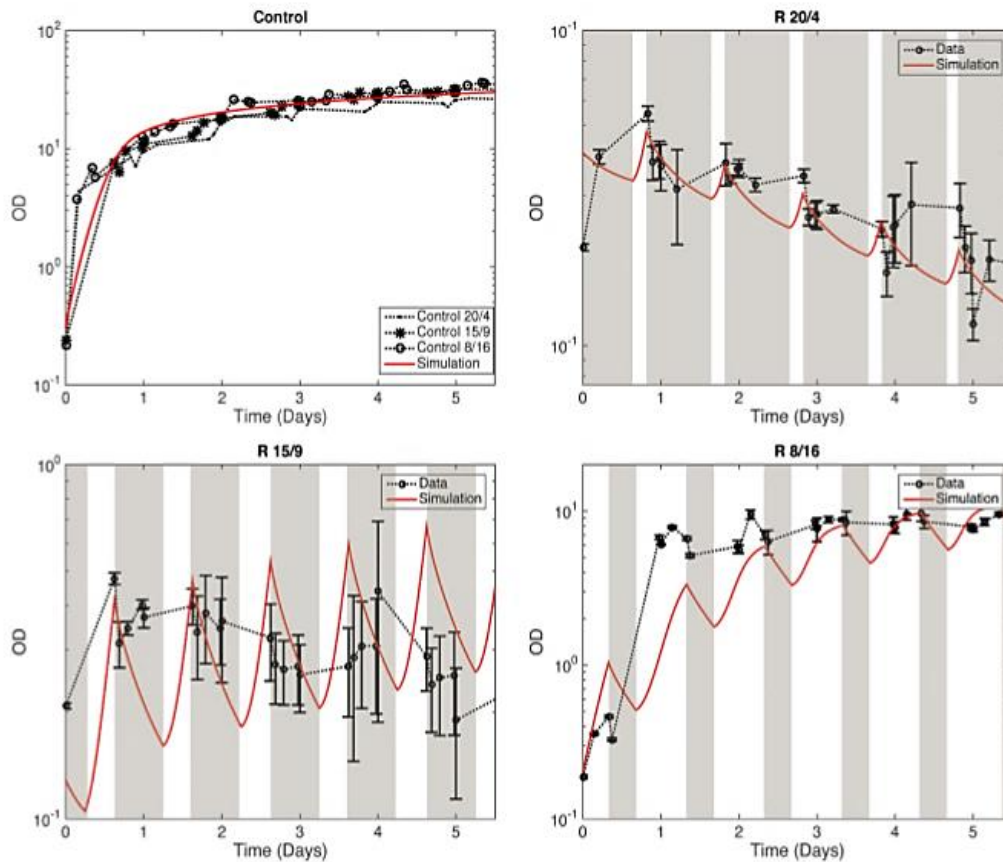 Control
10^2
10^1
10^0
10^-1
OD
Control 20/4
Control 15/9
Control 8/16
Simulation
0 1 2 3 4 5
Time (Days)
R 20/4
10^-1
10^-1
OD
Data
Simulation
0 1 2 3 4 5
Time (Days)
R 15/9
10^0
10^-1
OD
Data
Simulation
0 1 2 3 4 5
Time (Days)
R 8/16
10^1
10^0
10^-1
OD
Data
Simulation
0 1 2 3 4 5
Time (Days)